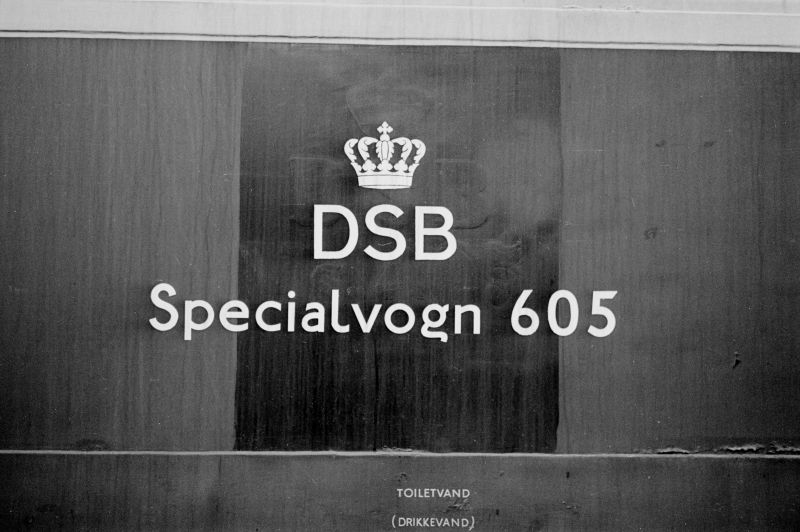 DSB
Specialvogn 605
TOILETVAND
(DRIKKEVAND)